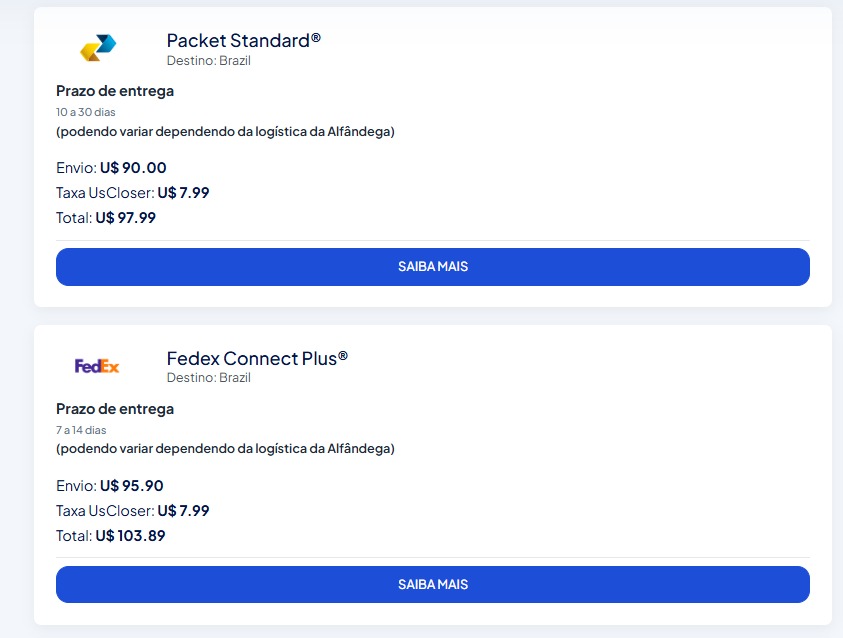 Packet Standard®
Destino: Brazil
Prazo de entrega
10 a 30 dias
(podendo variar dependendo da logística da Alfândega)
Envio: U$ 90.00
Taxa UsCloser: U$ 7.99
Total: U$ 97.99
SAIBA MAIS
FedEx
Fedex Connect Plus®
Destino: Brazil
Prazo de entrega
7 a 14 dias
(podendo variar dependendo da logística da Alfândega)
Envio: U$ 95.90
Taxa UsCloser: U$ 7.99
Total: U$ 103.89
SAIBA MAIS